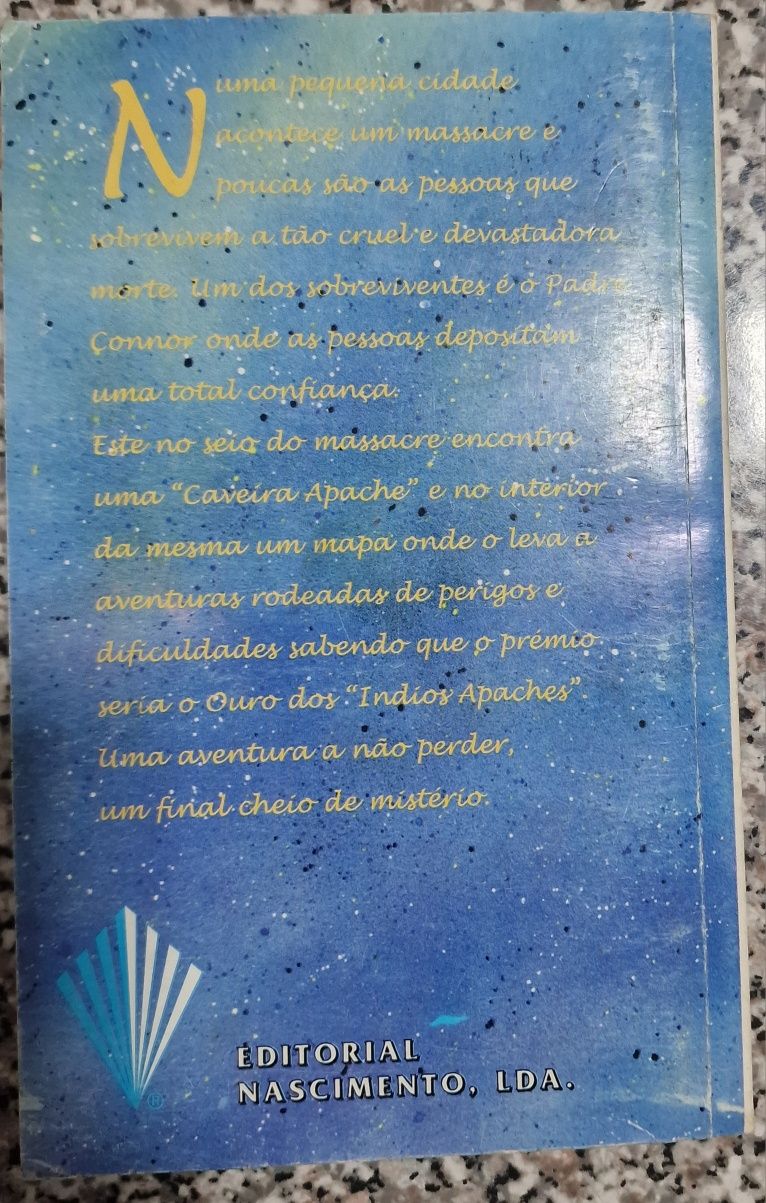 Numa pequena cidade
acontece um massacre e
poucas são as pessoas que
sobrevivem a tão cruel e devastadora
morte. Um dos sobreviventes é o Padre
Connor onde as pessoas depositam
uma total confiança.
Este no seio do massacre encontra
uma "Caveira Apache" e no interior
da mesma um mapa onde o leva a
aventuras rodeadas de perigos e
dificuldades sabendo que o prémio
seria o Ouro dos "Indios Apaches".
Uma aventura a não perder,
um final cheio de mistério.
®
EDITORIAL
NASCIMENTO, LDA.